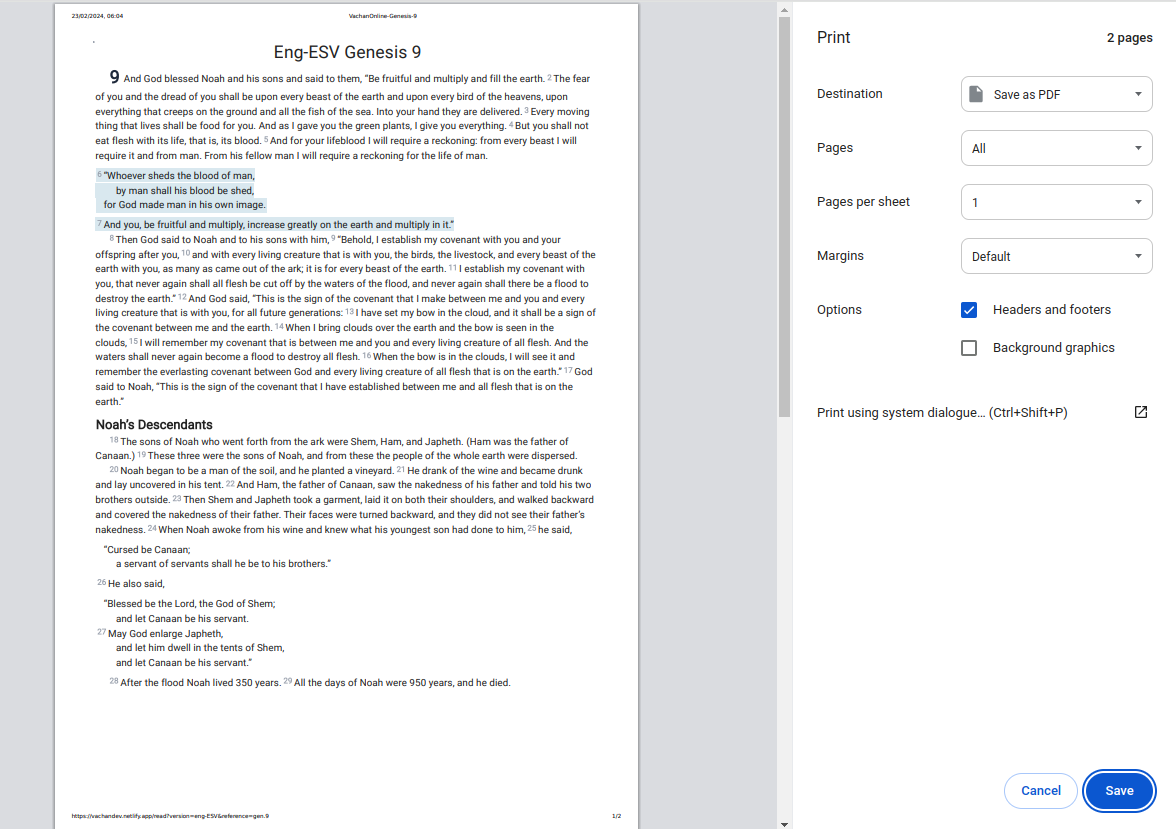 23/02/2024, 06:04
VachanOnline-Genesis-9
Eng-ESV Genesis 9
9 And God blessed Noah and his sons and said to them, “Be fruitful and multiply and fill the earth. 2 The fear
of you and the dread of you shall be upon every beast of the earth and upon every bird of the heavens, upon
everything that creeps on the ground and all the fish of the sea. Into your hand they are delivered. 3 Every moving
thing that lives shall be food for you. And as I gave you the green plants, I give you everything. 4 But you shall not
eat flesh with its life, that is, its blood. 5 And for your lifeblood I will require a reckoning: from every beast I will
require it and from man. From his fellow man I will require a reckoning for the life of man.
6 “Whoever sheds the blood of man,
by man shall his blood be shed,
for God made man in his own image.
7 And you, be fruitful and multiply, increase greatly on the earth and multiply in it.”
8 Then God said to Noah and to his sons with him, 9 “Behold, I establish my covenant with you and your
offspring after you, 10 and with every living creature that is with you, the birds, the livestock, and every beast of the
earth with you, as many as came out of the ark; it is for every beast of the earth. 11 I establish my covenant with
you, that never again shall all flesh be cut off by the waters of the flood, and never again shall there be a flood to
destroy the earth.” 12 And God said, “This is the sign of the covenant that I make between me and you and every
living creature that is with you, for all future generations: 13 I have set my bow in the cloud, and it shall be a sign of
the covenant between me and the earth. 14 When I bring clouds over the earth and the bow is seen in the
clouds, 15 I will remember my covenant that is between me and you and every living creature of all flesh. And the
waters shall never again become a flood to destroy all flesh. 16 When the bow is in the clouds, I will see it and
remember the everlasting covenant between God and every living creature of all flesh that is on the earth.” 17 God
said to Noah, “This is the sign of the covenant that I have established between me and all flesh that is on the
earth.”
Noah’s Descendants
18 The sons of Noah who went forth from the ark were Shem, Ham, and Japheth. (Ham was the father of
Canaan.) 19 These three were the sons of Noah, and from these the people of the whole earth were dispersed.
20 Noah began to be a man of the soil, and he planted a vineyard. 21 He drank of the wine and became drunk
and lay uncovered in his tent. 22 And Ham, the father of Canaan, saw the nakedness of his father and told his two
brothers outside. 23 Then Shem and Japheth took a garment, laid it on both their shoulders, and walked backward
and covered the nakedness of their father. Their faces were turned backward, and they did not see their father’s
nakedness. 24 When Noah awoke from his wine and knew what his youngest son had done to him, 25 he said,
“Cursed be Canaan;
a servant of servants shall he be to his brothers.”
26 He also said,
“Blessed be the Lord, the God of Shem;
and let Canaan be his servant.
27 May God enlarge Japheth,
and let him dwell in the tents of Shem,
and let Canaan be his servant.”
28 After the flood Noah lived 350 years. 29 All the days of Noah were 950 years, and he died.
https://vachandev.netlify.app/read?version=eng-ESV&reference=gen.9
1/2
Print
2 pages
Destination
Save as PDF
Pages
All
Pages per sheet
1
Margins
Default
Options
Headers and footers
Background graphics
Print using system dialogue... (Ctrl+Shift+P)
Cancel
Save